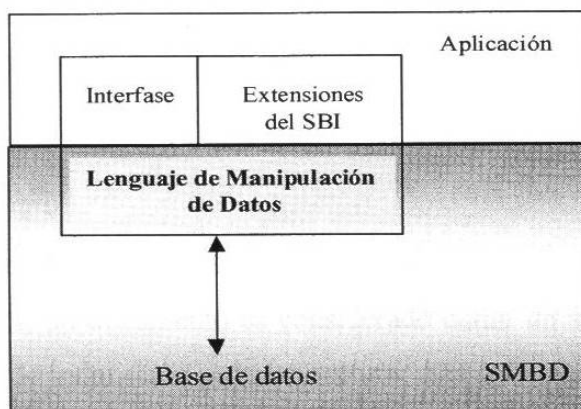 Aplicación
Interfase
Extensiones
del SBI
Lenguaje de Manipulación
de Datos
Base de datos
SMBD